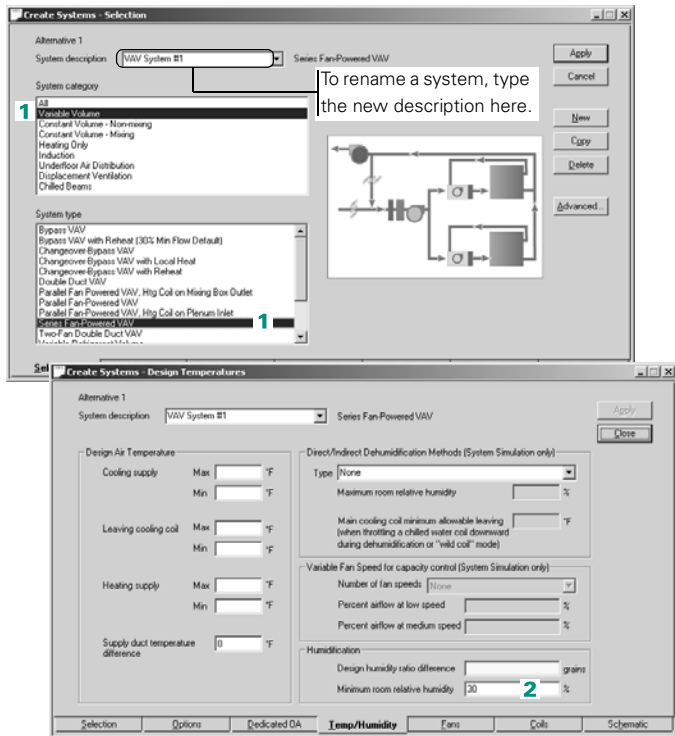 Create Systems - Selection
Alternative 1
System description
VAV System #1
Series Fan-Powered VAV
Apply
Cancel
To rename a system, type
the new description here.
System category
1
All
Variable Volume
Constant Volume - Non-mixing
Constant Volume - Mixing
Heating Only
Induction
Underfloor Air Distribution
Displacement Ventilation
Chilled Beams
New
Copy
Delete
Advanced...
System type
Bypass VAV
Bypass VAV with Reheat (30% Min Flow Default)
Changeover-Bypass VAV
Changeover-Bypass VAV with Local Heat
Changeover-Bypass VAV with Reheat
Double Duct VAV
Parallel Fan Powered VAV, Htg Coil on Mixing Box Outlet
Parallel Fan-Powered VAV
Parallel Fan-Powered VAV, Htg Coil on Plenum Inlet
Series Fan-Powered VAV
1
Two-Fan Double Duct VAV
Variable Refrigerant Volume
Sel
Create Systems - Design Temperatures
Alternative 1
System description
VAV System #1
Series Fan-Powered VAV
Apply
Close
Design Air Temperature
Cooling supply
Max
°F
Min
°F
Leaving cooling coil
Max
°F
Min
°F
Heating supply
Max
°F
Min
°F
Supply duct temperature
difference
0
°F
Direct/Indirect Dehumidification Methods (System Simulation only)
Type
None
Maximum room relative humidity
%
Main cooling coil minimum allowable leaving
(when throttling a chilled water coil downward
during dehumidification or "wild coil" mode)
°F
Variable Fan Speed for capacity control (System Simulation only)
Number of fan speeds
None
Percent airflow at low speed
%
Percent airflow at medium speed
%
Humidification
Design humidity ratio difference
grains
Minimum room relative humidity
30
2
%
Selection
Options
Dedicated OA
Temp/Humidity
Fans
Coils
Schematic